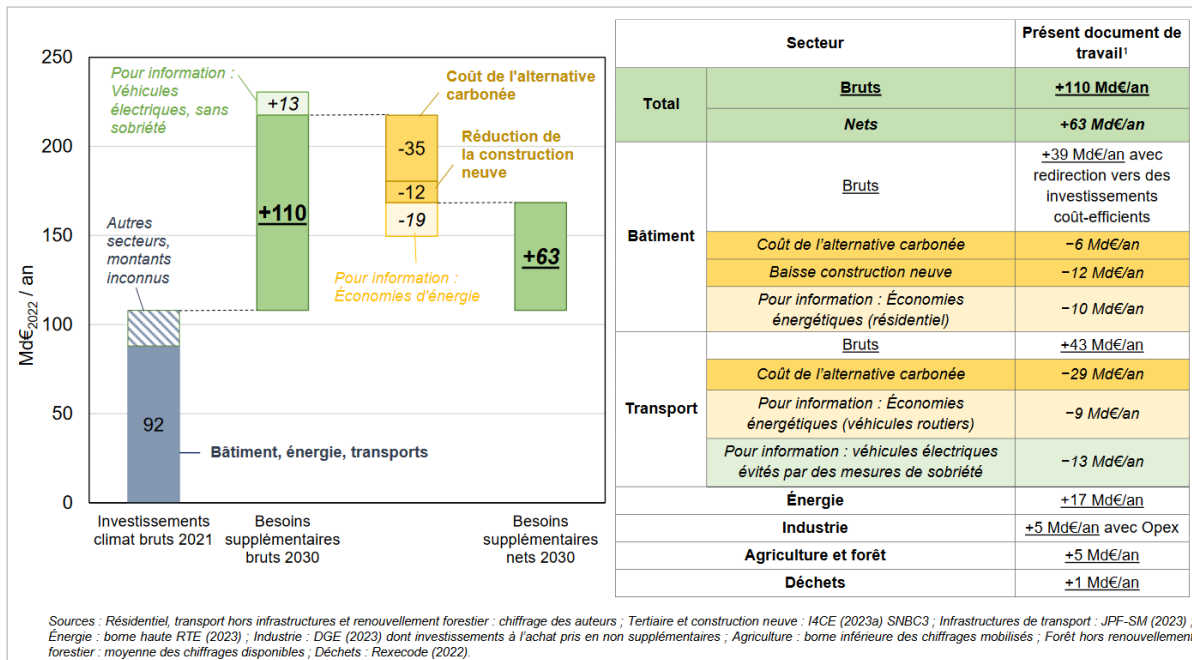 250
200
150
100
50
0
Md€2022 / an
Pour information :
Véhicules
électriques, sans
sobriété
+13
Coût de l'alternative
carbonée
-35
Réduction de
la construction
neuve
-12
+110
-19
+63
Autres
secteurs,
montants
inconnus
Pour information :
Économies d'énergie
92
Bâtiment, énergie, transports
Investissements
climat bruts 2021
Besoins
supplémentaires
bruts 2030
Besoins
supplémentaires
nets 2030
Secteur
Présent document de
travail¹
Total
Bruts
+110 Md€/an
Nets
+63 Md€/an
Bâtiment
Bruts
+39 Md€/an avec
redirection vers des
investissements
coût-efficients
Coût de l'alternative carbonée
−6 Md€/an
Baisse construction neuve
−12 Md€/an
Pour information : Économies
énergétiques (résidentiel)
−10 Md€/an
Transport
Bruts
+43 Md€/an
Coût de l'alternative carbonée
−29 Md€/an
Pour information : Économies
énergétiques (véhicules routiers)
−9 Md€/an
Pour information : véhicules électriques
évités par des mesures de sobriété
−13 Md€/an
Énergie
+17 Md€/an
Industrie
+5 Md€/an avec Opex
Agriculture et forêt
+5 Md€/an
Déchets
+1 Md€/an
Sources : Résidentiel, transport hors infrastructures et renouvellement forestier : chiffrage des auteurs ; Tertiaire et construction neuve : I4CE (2023a) SNBC3 ; Infrastructures de transport : JPF-SM (2023) ;
Énergie : borne haute RTE (2023) ; Industrie : DGE (2023) dont investissements à l'achat pris en non supplémentaires ; Agriculture : borne inférieure des chiffrages mobilisés ; Forêt hors renouvellement
forestier : moyenne des chiffrages disponibles ; Déchets : Rexecode (2022).